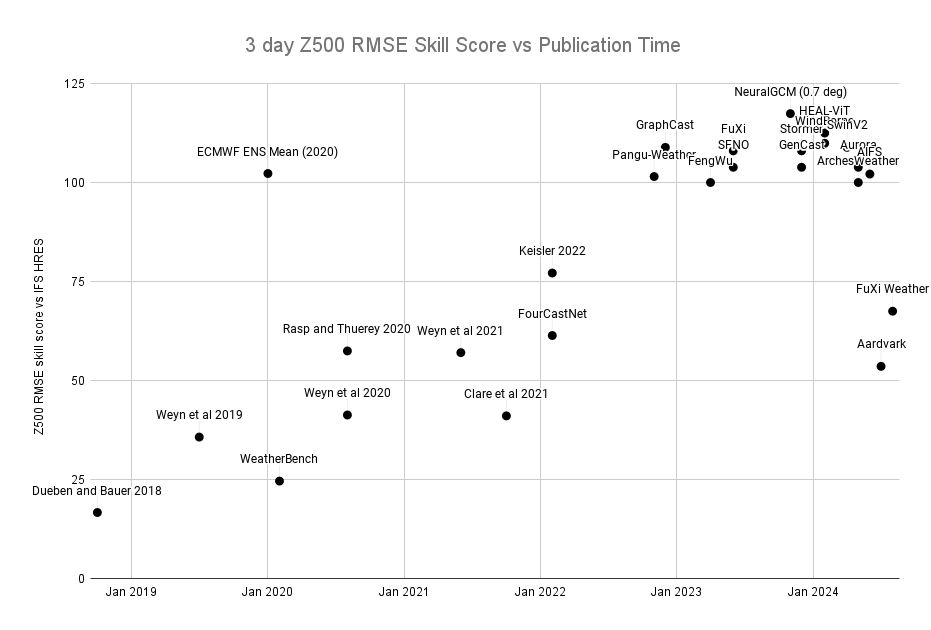 3 day Z500 RMSE Skill Score vs Publication Time
125
NeuralGCM (0.7 deg)
HEAL-ViT
GraphCast
FuXi
Stormer
SwinV2
ECMWF ENS Mean (2020)
Pangu-Weather
SFNO
GenCast
Aurora
AIFS
FengWu
ArchesWeather
100
Keisler 2022
75
FuXi Weather
Rasp and Thuerey 2020
Weyn et al 2021
FourCastNet
Aardvark
50
Weyn et al 2020
Clare et al 2021
Weyn et al 2019
WeatherBench
25
Dueben and Bauer 2018
0
Jan 2019
Jan 2020
Jan 2021
Jan 2022
Jan 2023
Jan 2024
Z500 RMSE skill score vs IFS HRES